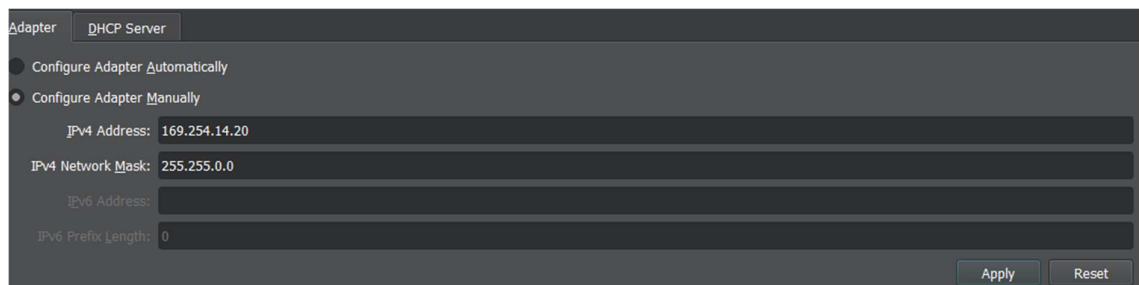 Adapter DHCP Server
Configure Adapter Automatically
Configure Adapter Manually
IPv4 Address: 169.254.14.20
IPv4 Network Mask: 255.255.0.0
IPv6 Address:
IPv6 Prefix Length: 0
Apply Reset